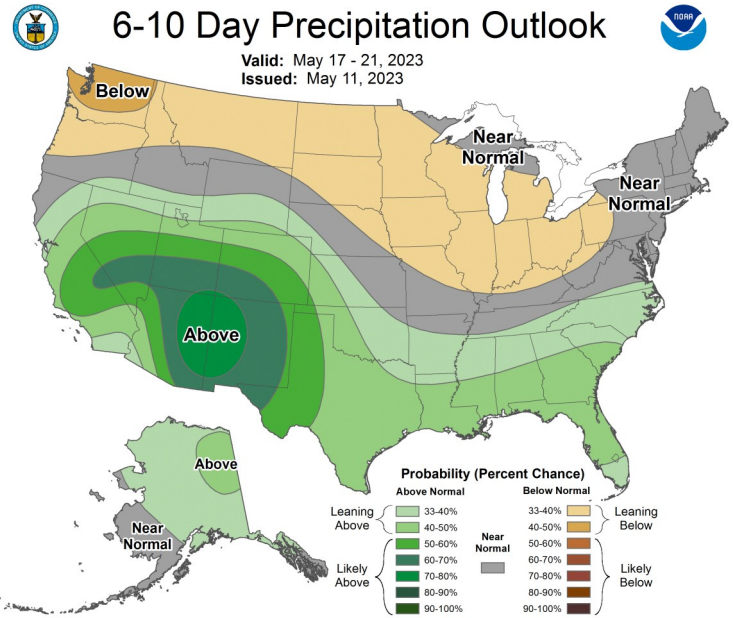 6-10 Day Precipitation Outlook
NOAA
Valid: May 17 - 21, 2023
Issued: May 11, 2023
Below
Near
Normal
Near
Normal
Above
Above
Near
Normal
Probability (Percent Chance)
Above Normal
Below Normal
Leaning
Above
33-40%
40-50%
Likely
Above
50-60%
60-70%
70-80%
80-90%
90-100%
Near
Normal
33-40%
40-50%
Leaning
Below
50-60%
60-70%
70-80%
80-90%
90-100%
Likely
Below